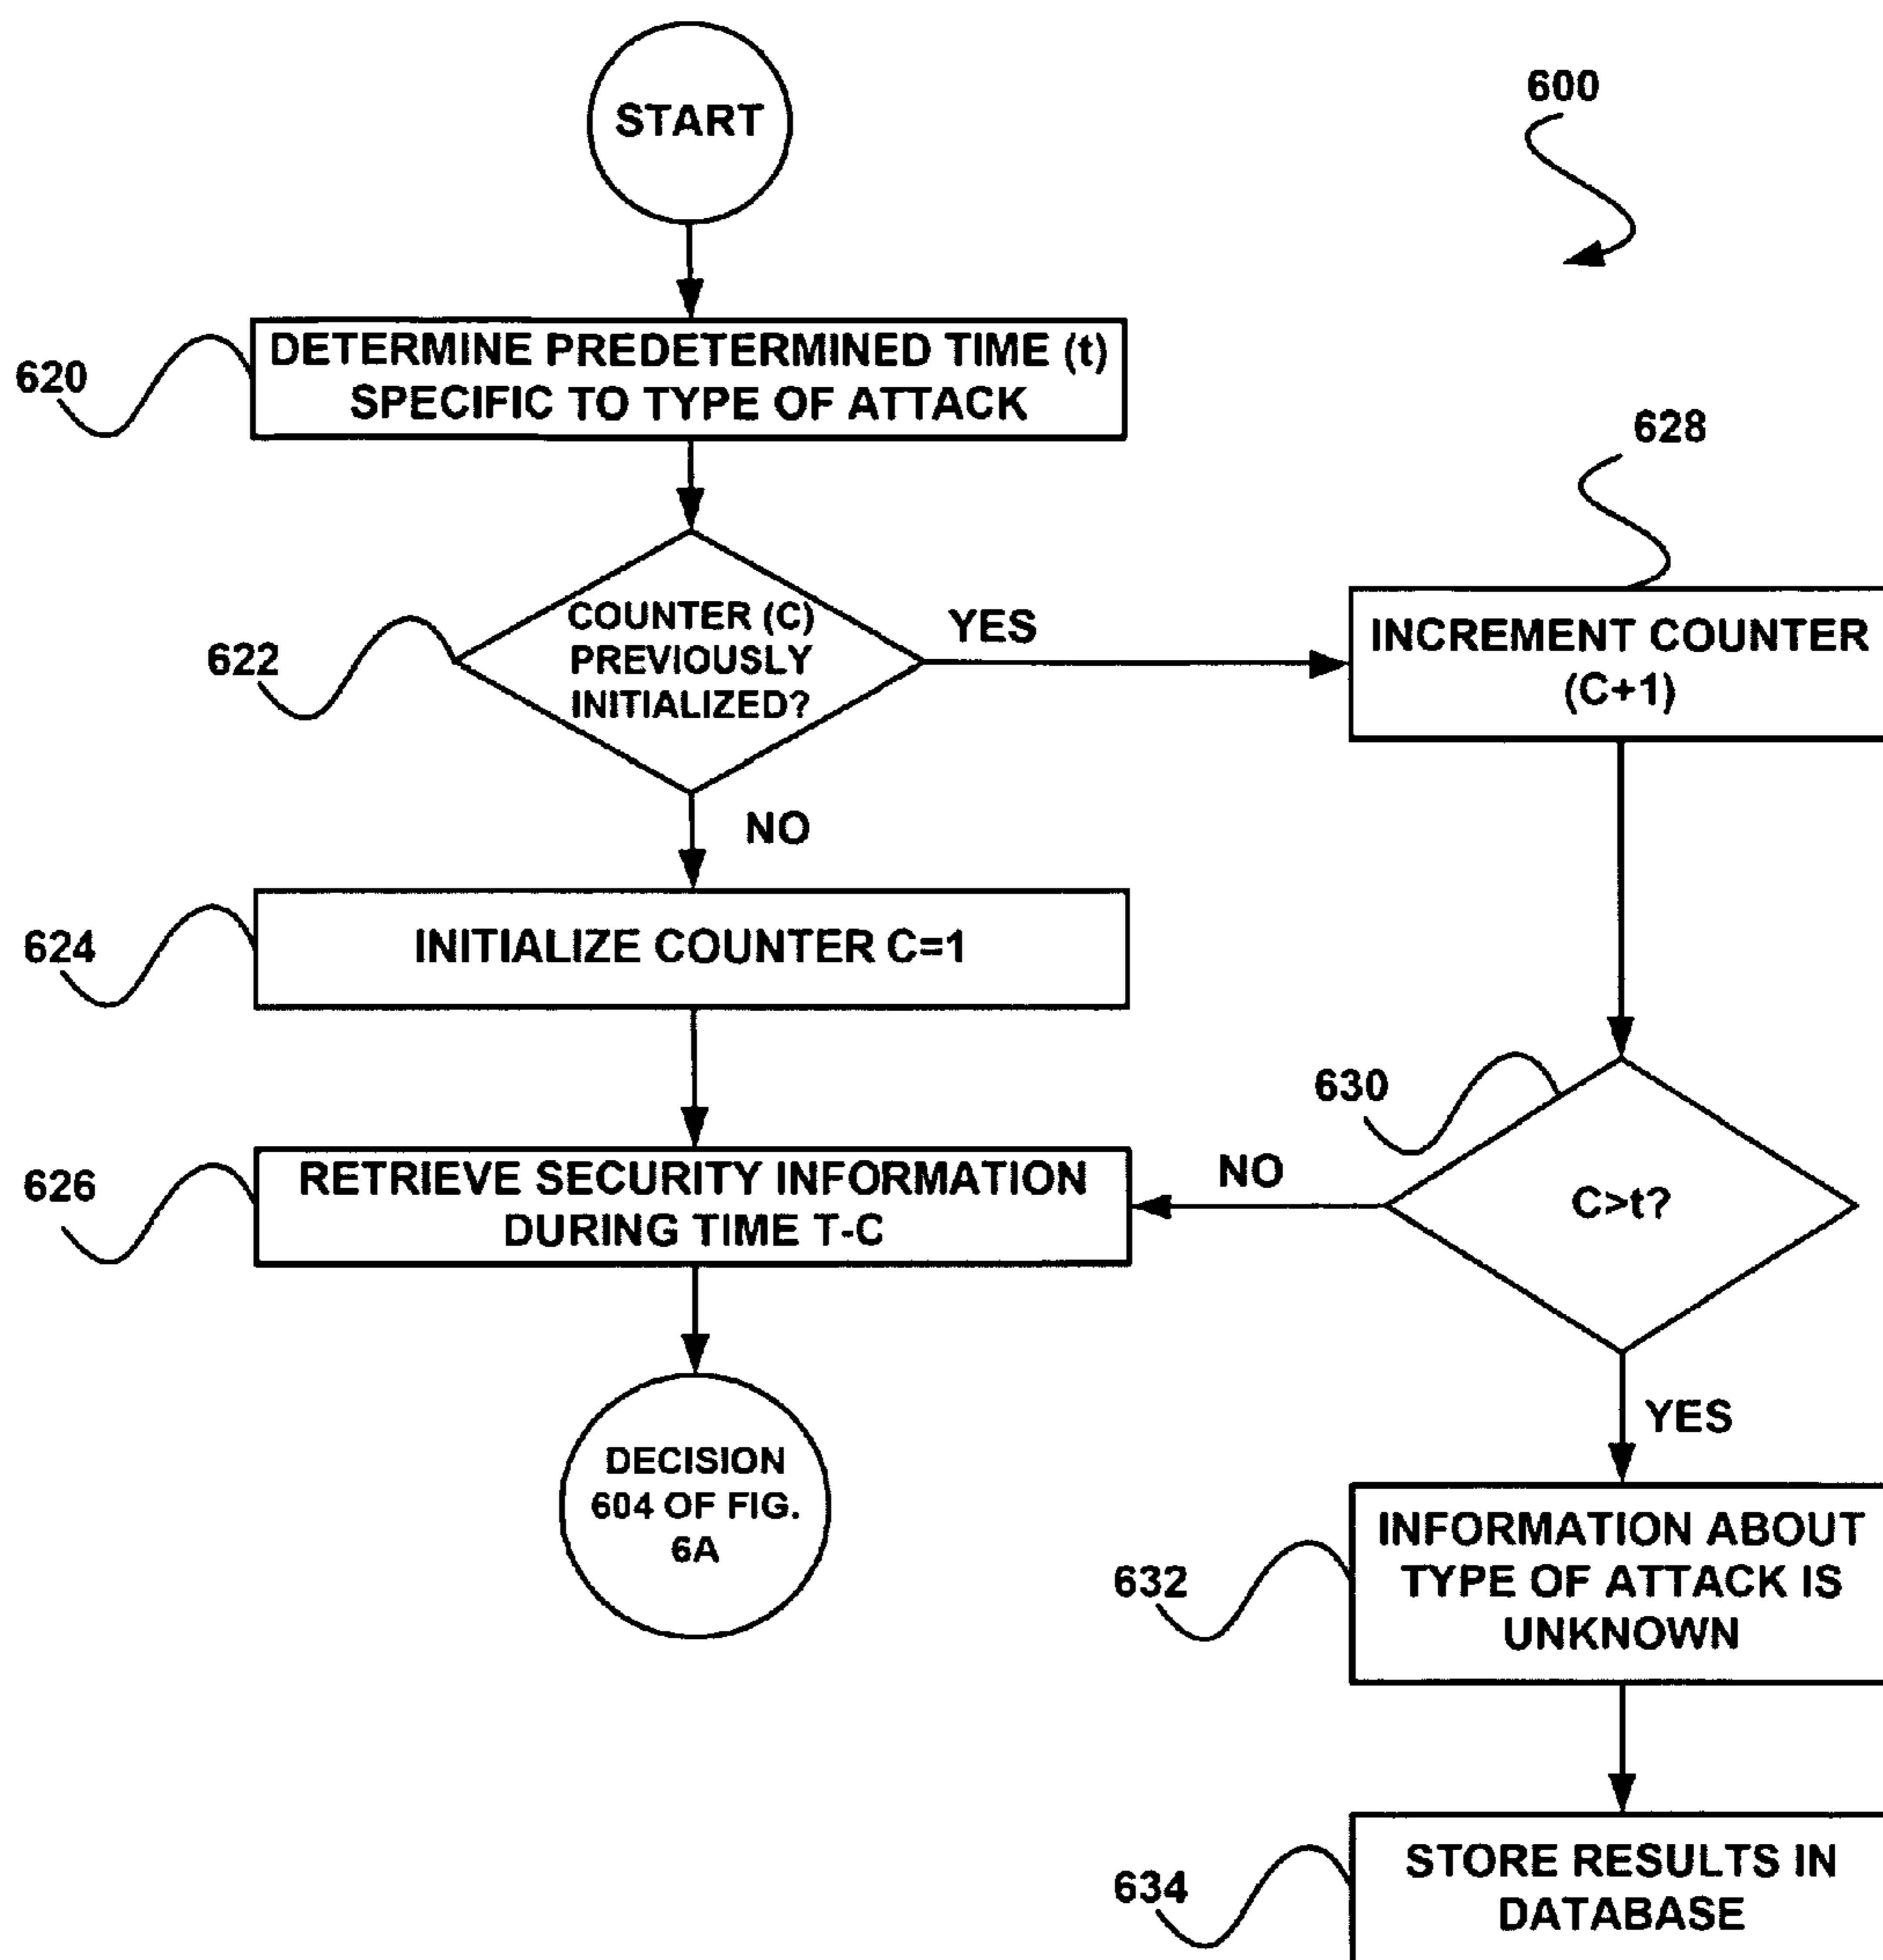 START
600
620
DETERMINE PREDETERMINED TIME (t)
SPECIFIC TO TYPE OF ATTACK
628
622
COUNTER (C)
PREVIOUSLY
INITIALIZED?
YES
INCREMENT COUNTER
(C+1)
NO
624
INITIALIZE COUNTER C=1
630
626
RETRIEVE SECURITY INFORMATION
DURING TIME T-C
NO
C>t?
YES
DECISION
604 OF FIG.
6A
632
INFORMATION ABOUT
TYPE OF ATTACK IS
UNKNOWN
634
STORE RESULTS IN
DATABASE